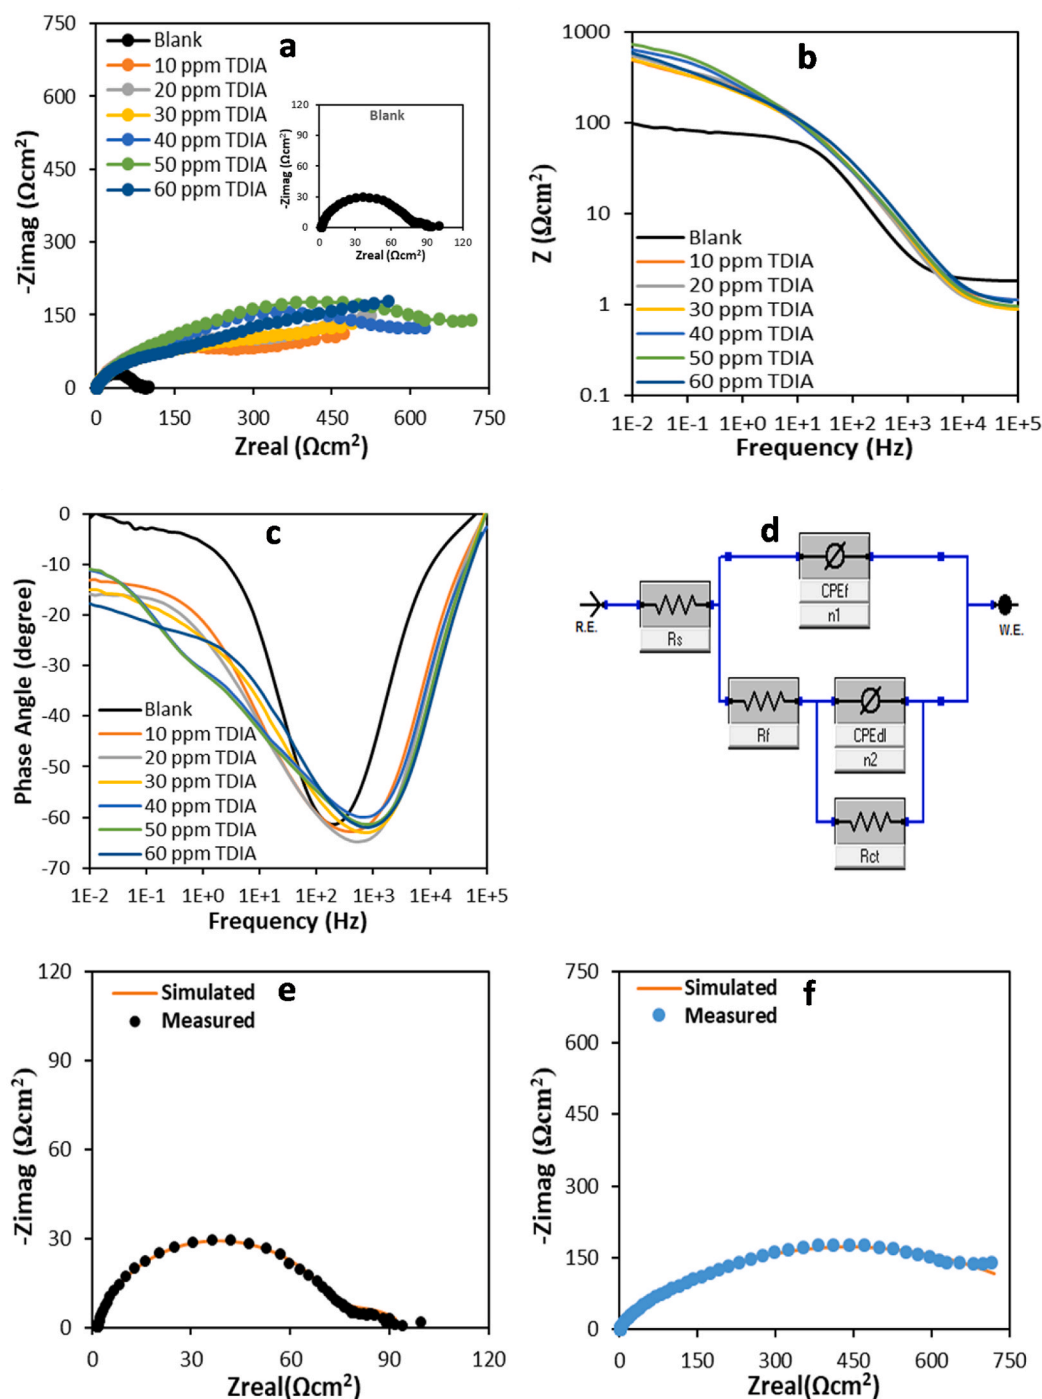 a
750
600
450
300
150
0
-Zimag (Ωcm²)
Blank
10 ppm TDIA
20 ppm TDIA
30 ppm TDIA
40 ppm TDIA
50 ppm TDIA
60 ppm TDIA
Blank
120
90
60
30
0
-Zimag (Ωcm²)
0 30 60 90 120
Zreal (Ωcm²)
0 150 300 450 600 750
Zreal (Ωcm²)
b
1000
100
10
1
0.1
Z (Ωcm²)
Blank
10 ppm TDIA
20 ppm TDIA
30 ppm TDIA
40 ppm TDIA
50 ppm TDIA
60 ppm TDIA
1E-2 1E-1 1E+0 1E+1 1E+2 1E+3 1E+4 1E+5
Frequency (Hz)
c
0
-10
-20
-30
-40
-50
-60
-70
Phase Angle (degree)
Blank
10 ppm TDIA
20 ppm TDIA
30 ppm TDIA
40 ppm TDIA
50 ppm TDIA
60 ppm TDIA
1E-2 1E-1 1E+0 1E+1 1E+2 1E+3 1E+4 1E+5
Frequency (Hz)
d
R.E.
Rs
CPEf
n1
W.E.
Rf
CPEdl
n2
Rct
e
120
90
60
30
0
-Zimag (Ωcm²)
Simulated
Measured
0 30 60 90 120
Zreal(Ωcm²)
f
750
600
450
300
150
0
-Zimag (Ωcm²)
Simulated
Measured
0 150 300 450 600 750
Zreal(Ωcm²)